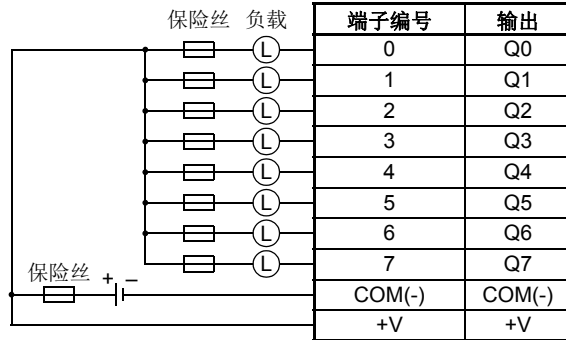 保险丝 负载 端子编号 输出
L 0 Q0
L 1 Q1
L 2 Q2
L 3 Q3
L 4 Q4
L 5 Q5
L 6 Q6
L 7 Q7
保险丝 + − COM(-) COM(-)
+V +V